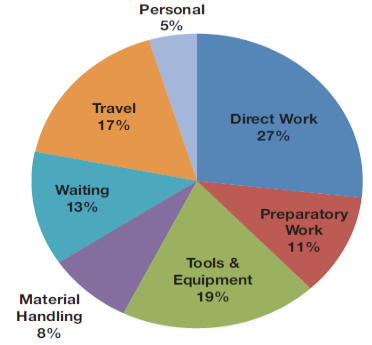 Personal
5%
Direct Work
27%
Preparatory
Work
11%
Tools &
Equipment
19%
Material
Handling
8%
Waiting
13%
Travel
17%